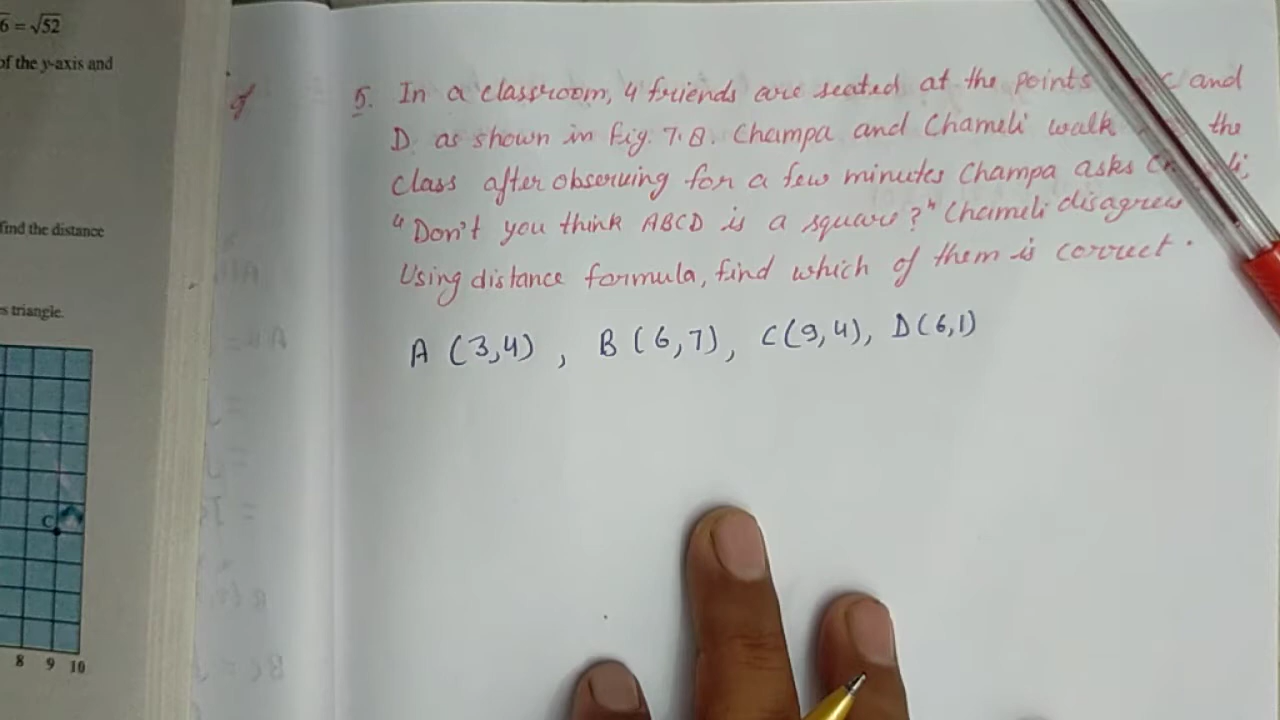 6 = √52
of the y-axis and
find the distance
s triangle.
C
8 9 10
of
5. In a classroom, 4 friends are seated at the points C and
D as shown in fig. 7.8. Champa and Chameli walk the
class after observing for a few minutes Champa asks
"Don't you think ABCD is a square?" Chameli disagrees
Using distance formula, find which of them is correct.
A (3,4), B (6,7), C(9,4), D(6,1)